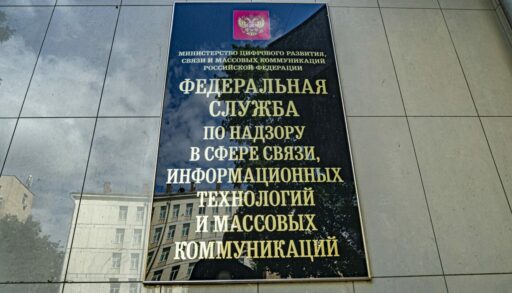 МИНИСТЕРСТВО ЦИФРОВОГО РАЗВИТИЯ,
СВЯЗИ И МАССОВЫХ КОММУНИКАЦИЙ
РОССИЙСКОЙ ФЕДЕРАЦИИ
ФЕДЕРАЛЬНАЯ
СЛУЖБА
ПО НАДЗОРУ
В СФЕРЕ СВЯЗИ,
ИНФОРМАЦИОННЫХ
ТЕХНОЛОГИЙ
И МАССОВЫХ
КОММУНИКАЦИЙ